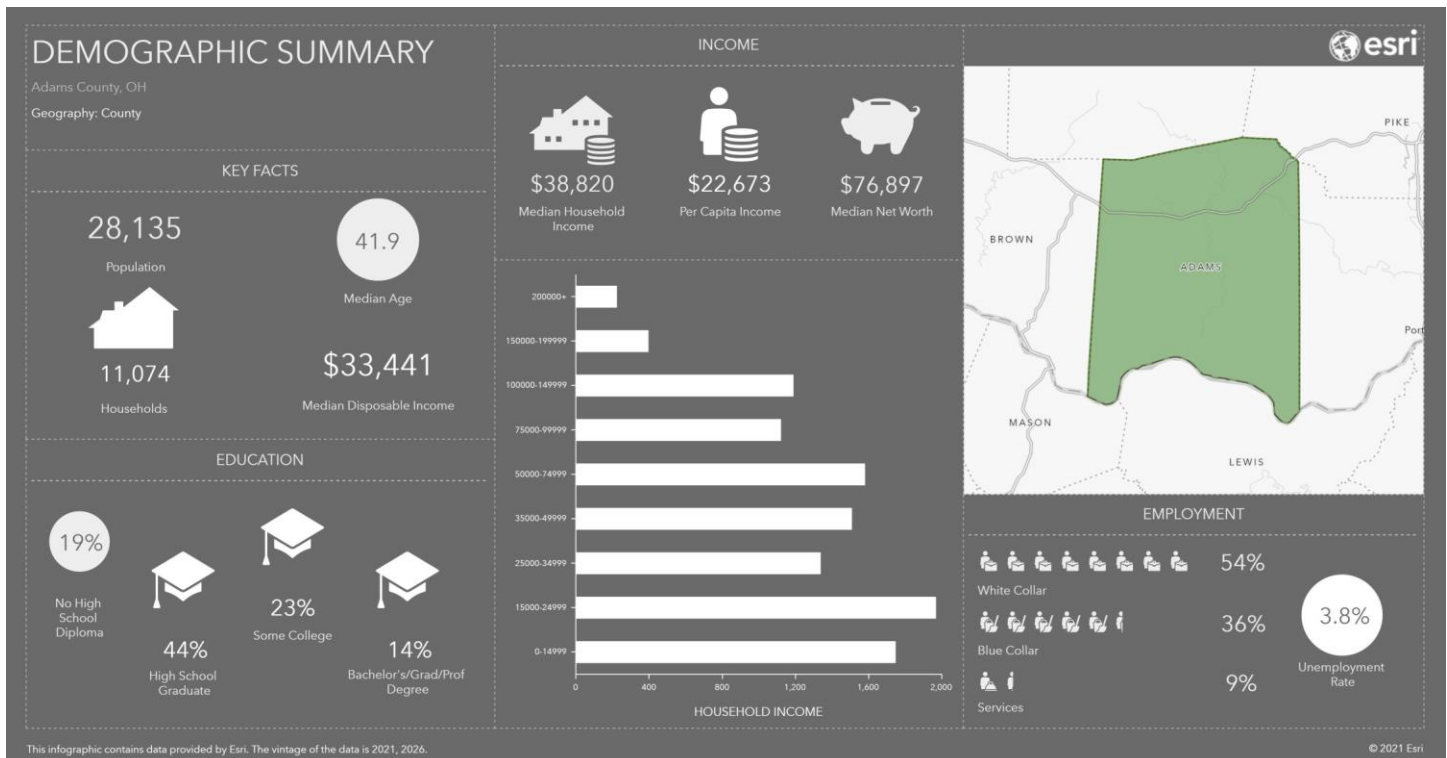 DEMOGRAPHIC SUMMARY
Adams County, OH
Geography: County
KEY FACTS
28,135
Population
41.9
Median Age
11,074
Households
$33,441
Median Disposable Income
EDUCATION
19%
No High
School
Diploma
44%
High School
Graduate
23%
Some College
14%
Bachelor's/Grad/Prof
Degree
INCOME
$38,820
Median Household
Income
$22,673
Per Capita Income
$76,897
Median Net Worth
200000+
150000-199999
100000-149999
75000-99999
50000-74999
35000-49999
25000-34999
15000-24999
0-14999
0 400 800 1,200 1,600 2,000
HOUSEHOLD INCOME
esri
PIKE
BROWN
ADAMS
Port
MASON
LEWIS
EMPLOYMENT
54%
White Collar
36%
Blue Collar
9%
Services
3.8%
Unemployment
Rate
This infographic contains data provided by Esri. The vintage of the data is 2021, 2026.
© 2021 Esri